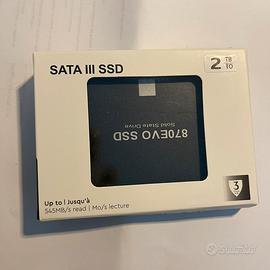 SATA III SSD
2 TB
TO
870EVO SSD
Solid State Drive
3
Up to | Jusqu'à
545MB/s read | Mo/s lecture
subito